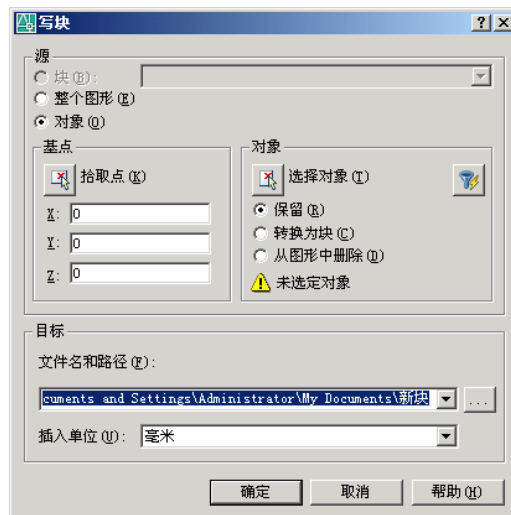 写块
源
块(B):
整个图形(E)
对象(O)
基点
拾取点(K)
X: 0
Y: 0
Z: 0
对象
选择对象(T)
保留(R)
转换为块(C)
从图形中删除(D)
未选定对象
目标
文件名和路径(F):
cuments and Settings\Administrator\My Documents\新块
...
插入单位(U): 毫米
确定 取消 帮助(H)